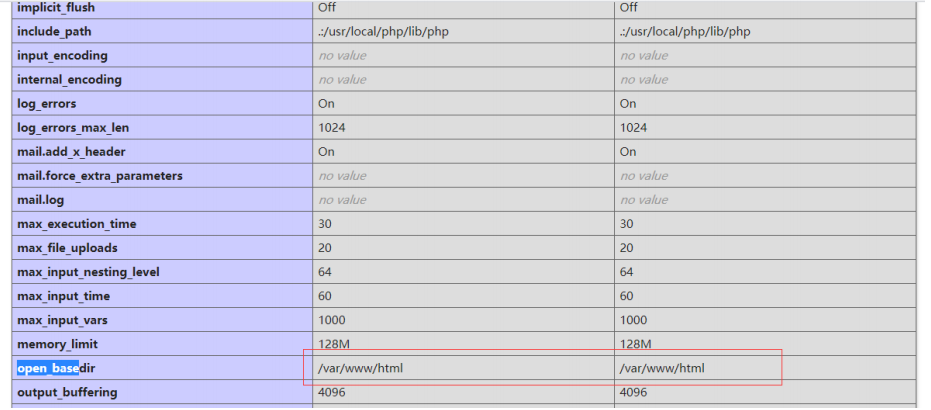 implicit_flush Off Off
include_path .:/usr/local/php/lib/php .:/usr/local/php/lib/php
input_encoding no value no value
internal_encoding no value no value
log_errors On On
log_errors_max_len 1024 1024
mail.add_x_header On On
mail.force_extra_parameters no value no value
mail.log no value no value
max_execution_time 30 30
max_file_uploads 20 20
max_input_nesting_level 64 64
max_input_time 60 60
max_input_vars 1000 1000
memory_limit 128M 128M
open_basedir /var/www/html /var/www/html
output_buffering 4096 4096